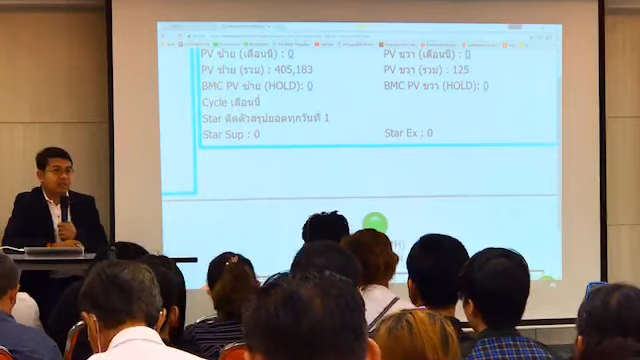 PV ซ้าย (เดือนนี้) : 0
PV ขวา (เดือนนี้) : 0
PV ซ้าย (รวม) : 405,183
PV ขวา (รวม) : 125
BMC PV ซ้าย (HOLD): 0
BMC PV ขวา (HOLD): 0
Cycle เดือนนี้
Star ติดตัวสรุปยอดทุกวันที่ 1
Star Sup : 0
Star Ex : 0